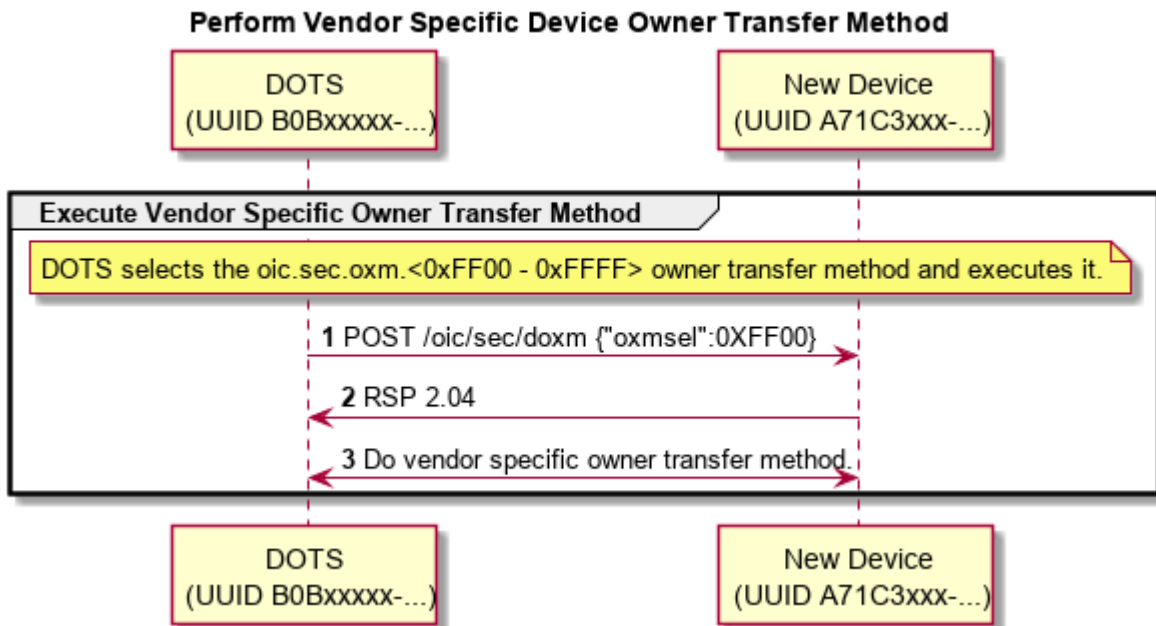 Perform Vendor Specific Device Owner Transfer Method
DOTS
(UUID B0Bxxxxx-...)
New Device
(UUID A71C3xxx-...)
Execute Vendor Specific Owner Transfer Method
DOTS selects the oic.sec.oxm.<0xFF00 - 0xFFFF> owner transfer method and executes it.
1 POST /oic/sec/doxm {"oxmsel":0XFF00}
2 RSP 2.04
3 Do vendor specific owner transfer method.
DOTS
(UUID B0Bxxxxx-...)
New Device
(UUID A71C3xxx-...)